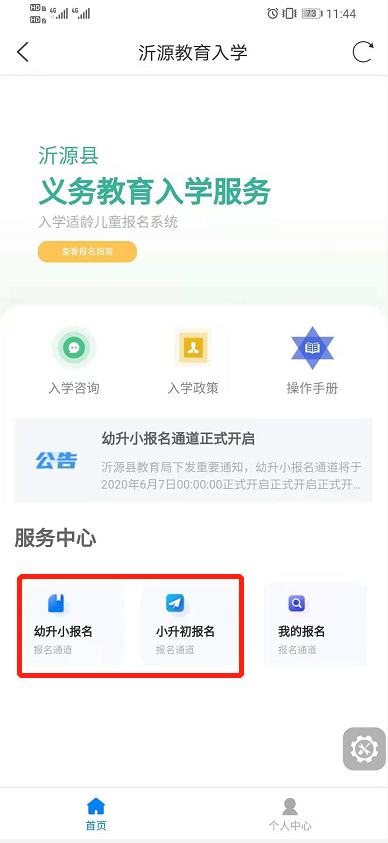 HD 4G 4G 73 11:44
HD
沂源教育入学
沂源县
义务教育入学服务
入学适龄儿童报名系统
查看报名指南
入学咨询 入学政策 操作手册
公告
幼升小报名通道正式开启
沂源县教育局下发重要通知，幼升小报名通道将于
2020年6月7日00:00:00正式开启正式开启正式开...
服务中心
幼升小报名 小升初报名 我的报名
报名通道 报名通道 报名通道
首页 个人中心